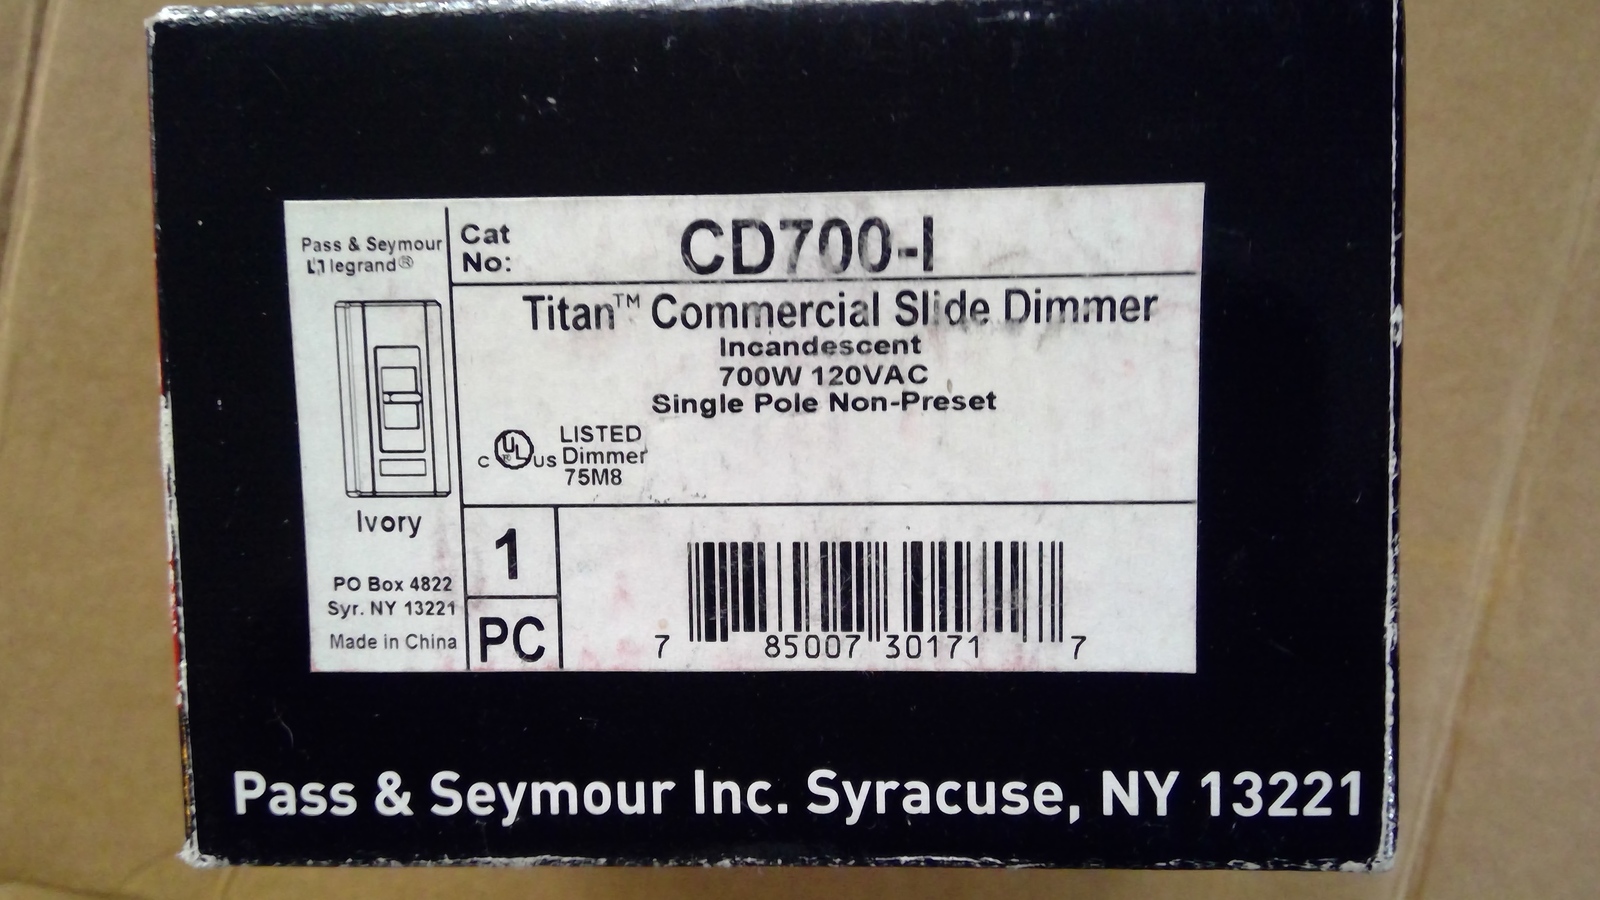 Pass & Seymour
legrand®
Cat
No:
CD700-I
Titan™ Commercial Slide Dimmer
Incandescent
700W 120VAC
Single Pole Non-Preset
C UL® US
LISTED
Dimmer
75M8
Ivory
PO Box 4822
Syr. NY 13221
Made in China
1
PC
7 85007 30171 7
Pass & Seymour Inc. Syracuse, NY 13221